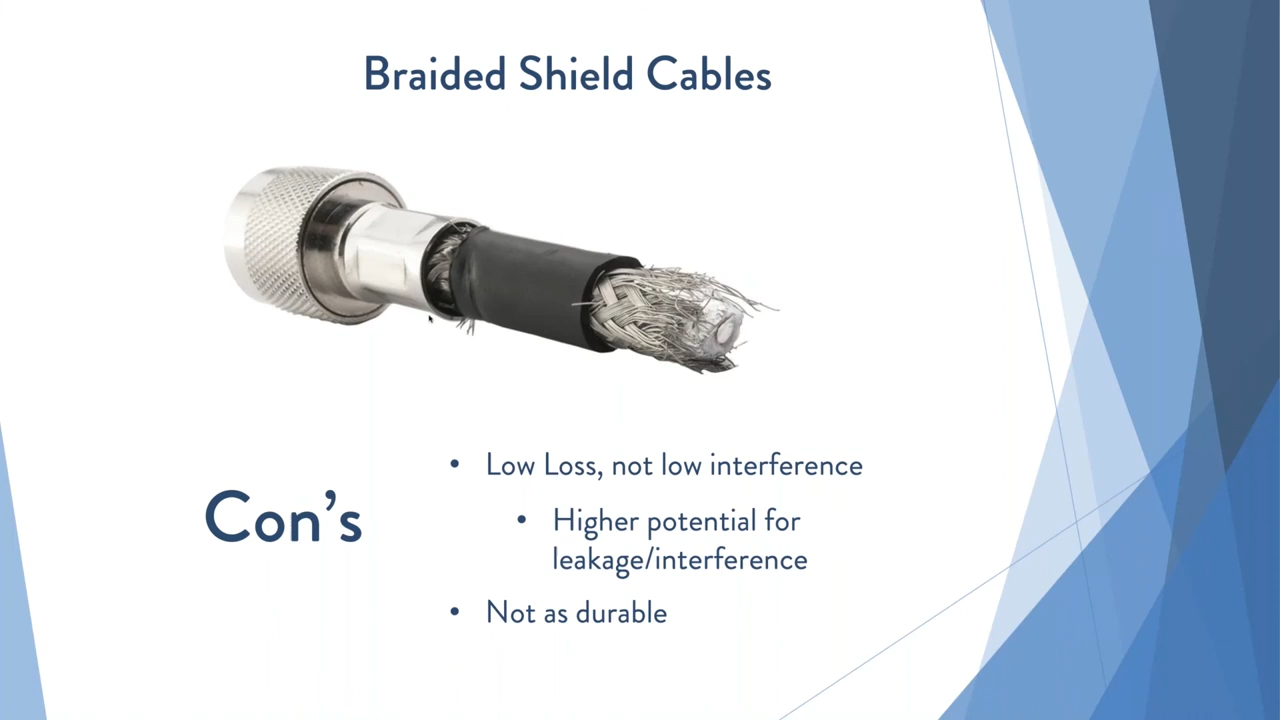 Braided Shield Cables
Con's
• Low Loss, not low interference
• Higher potential for
leakage/interference
• Not as durable